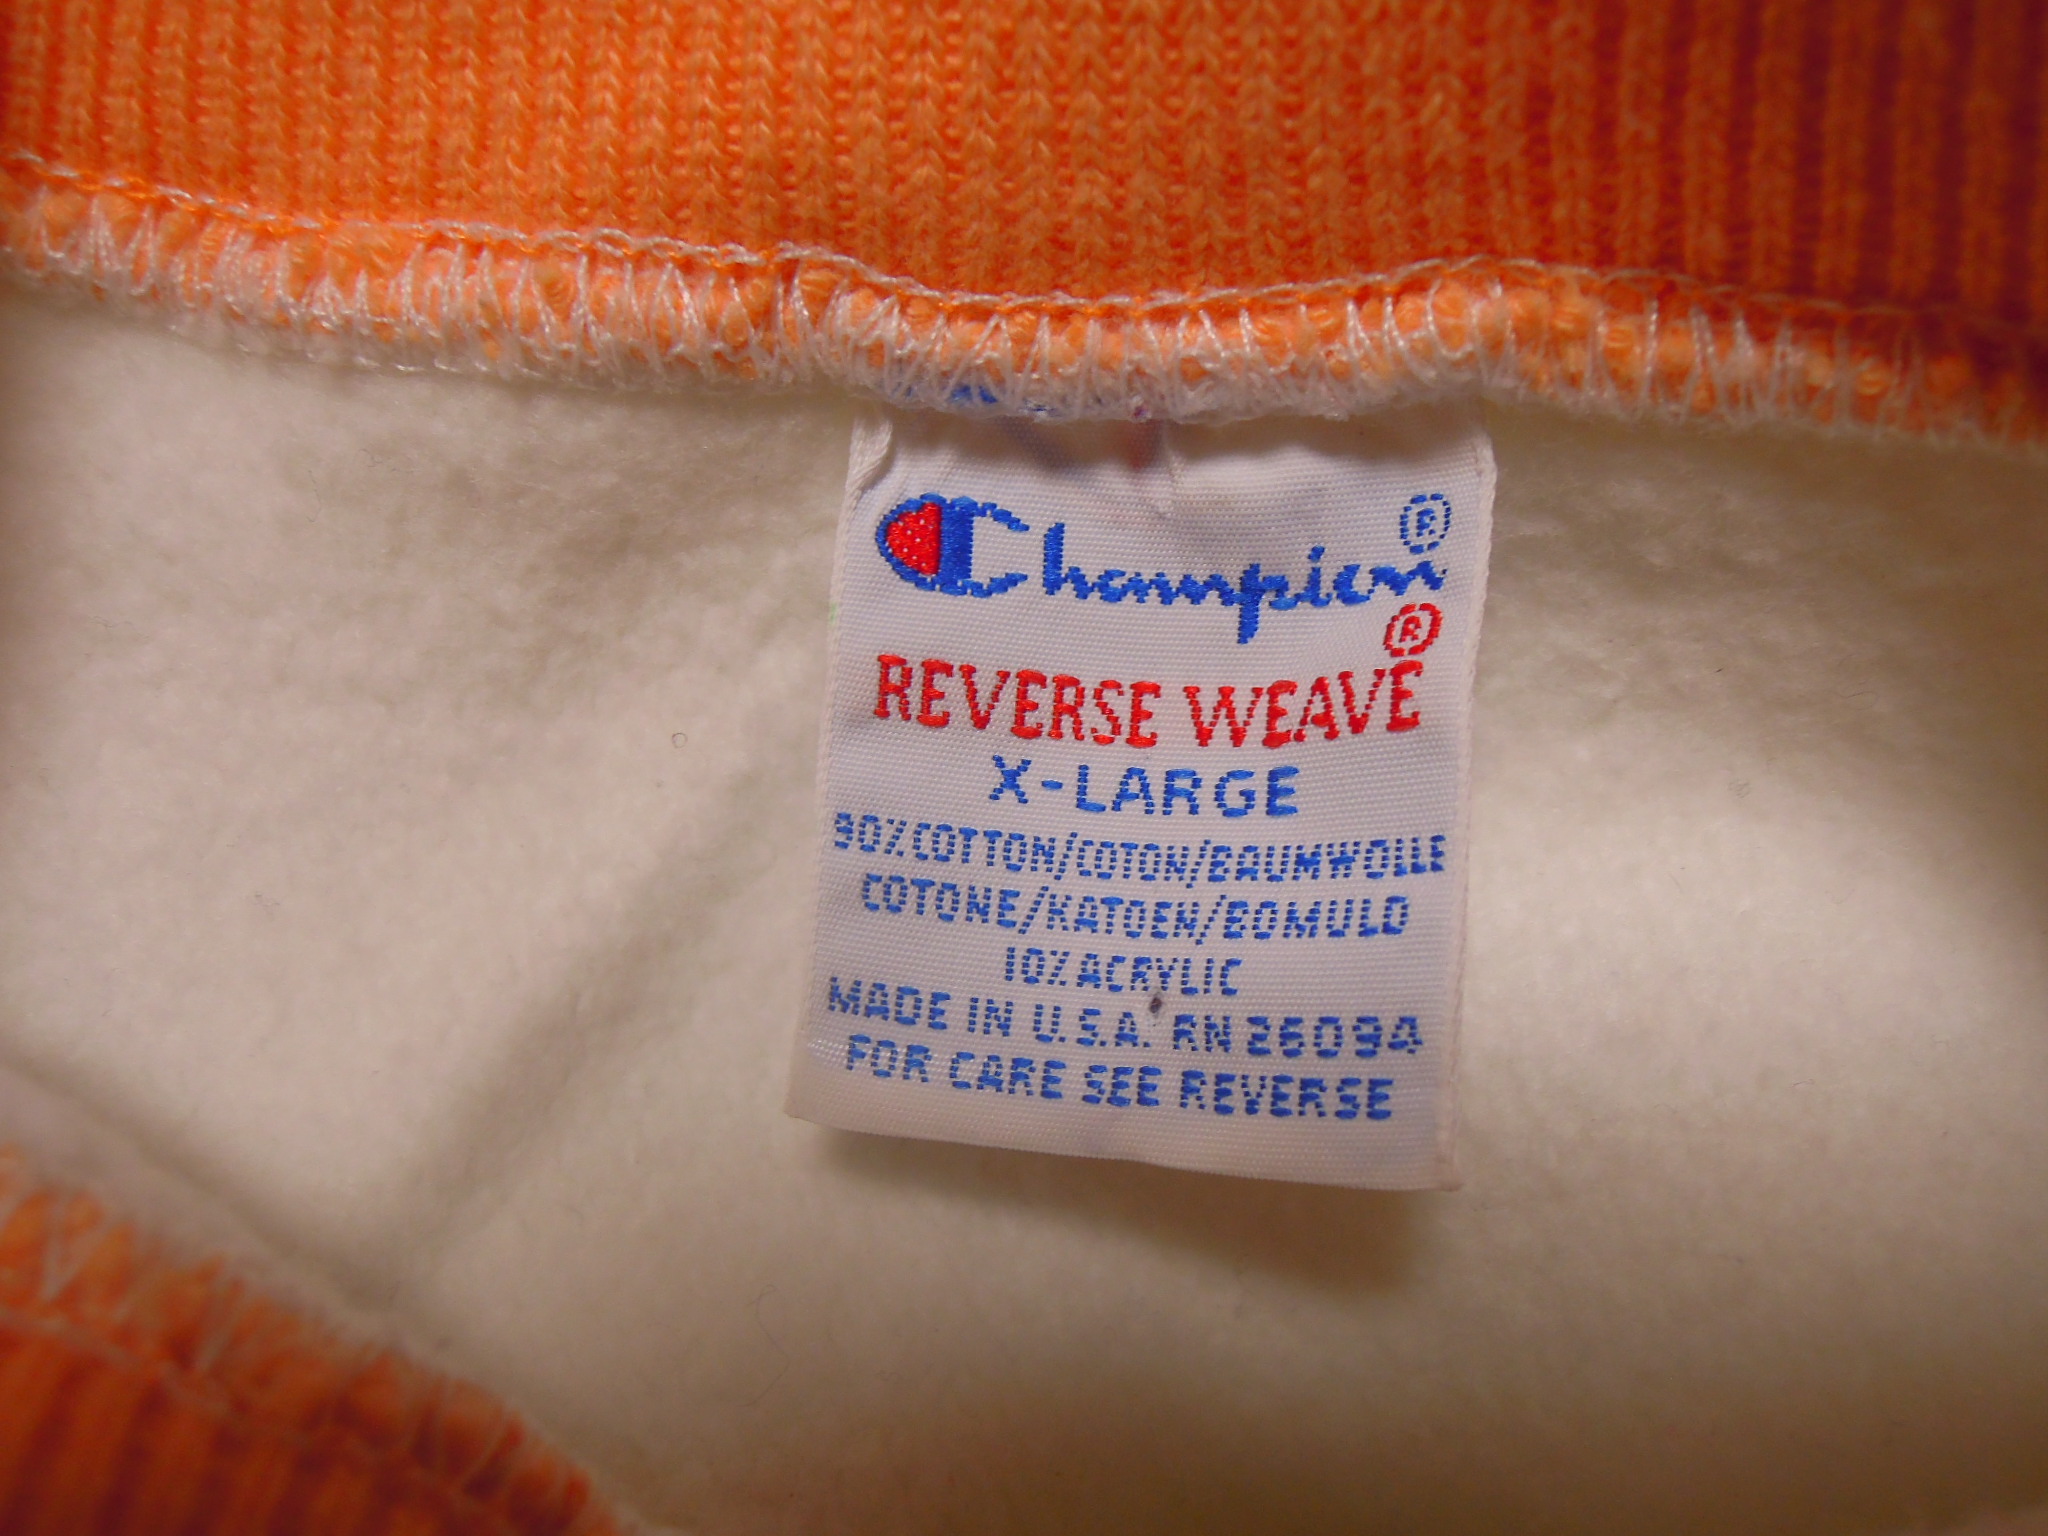 Champion®
®
REVERSE WEAVE
X-LARGE
90% COTTON/COTON/BAUMWOLLE
COTONE/KATOEN/BOMULD
10% ACRYLIC
MADE IN U.S.A. RN 26094
FOR CARE SEE REVERSE